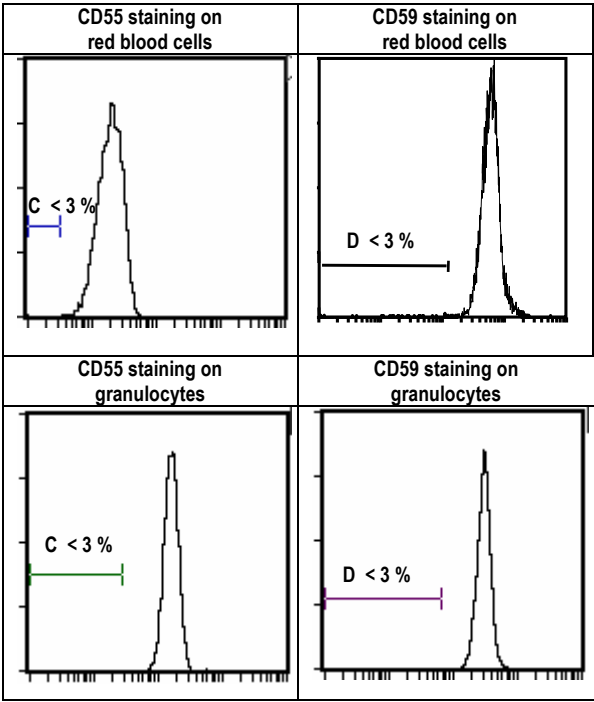 CD55 staining on
red blood cells
CD59 staining on
red blood cells
C < 3 %
D < 3 %
CD55 staining on
granulocytes
CD59 staining on
granulocytes
C < 3 %
D < 3 %